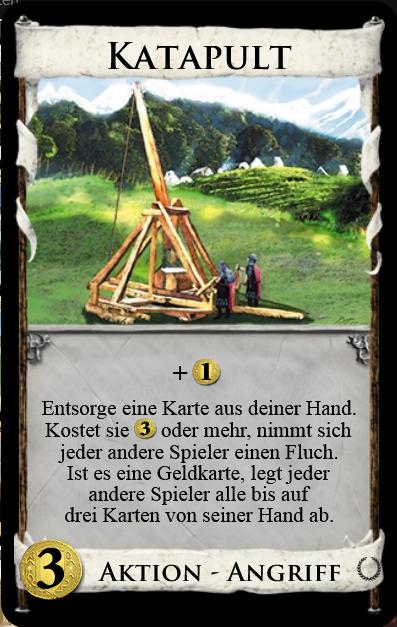 KATAPULT
+ 1
Entsorge eine Karte aus deiner Hand.
Kostet sie 3 oder mehr, nimmt sich
jeder andere Spieler einen Fluch.
Ist es eine Geldkarte, legt jeder
andere Spieler alle bis auf
drei Karten von seiner Hand ab.
3 AKTION - ANGRIFF